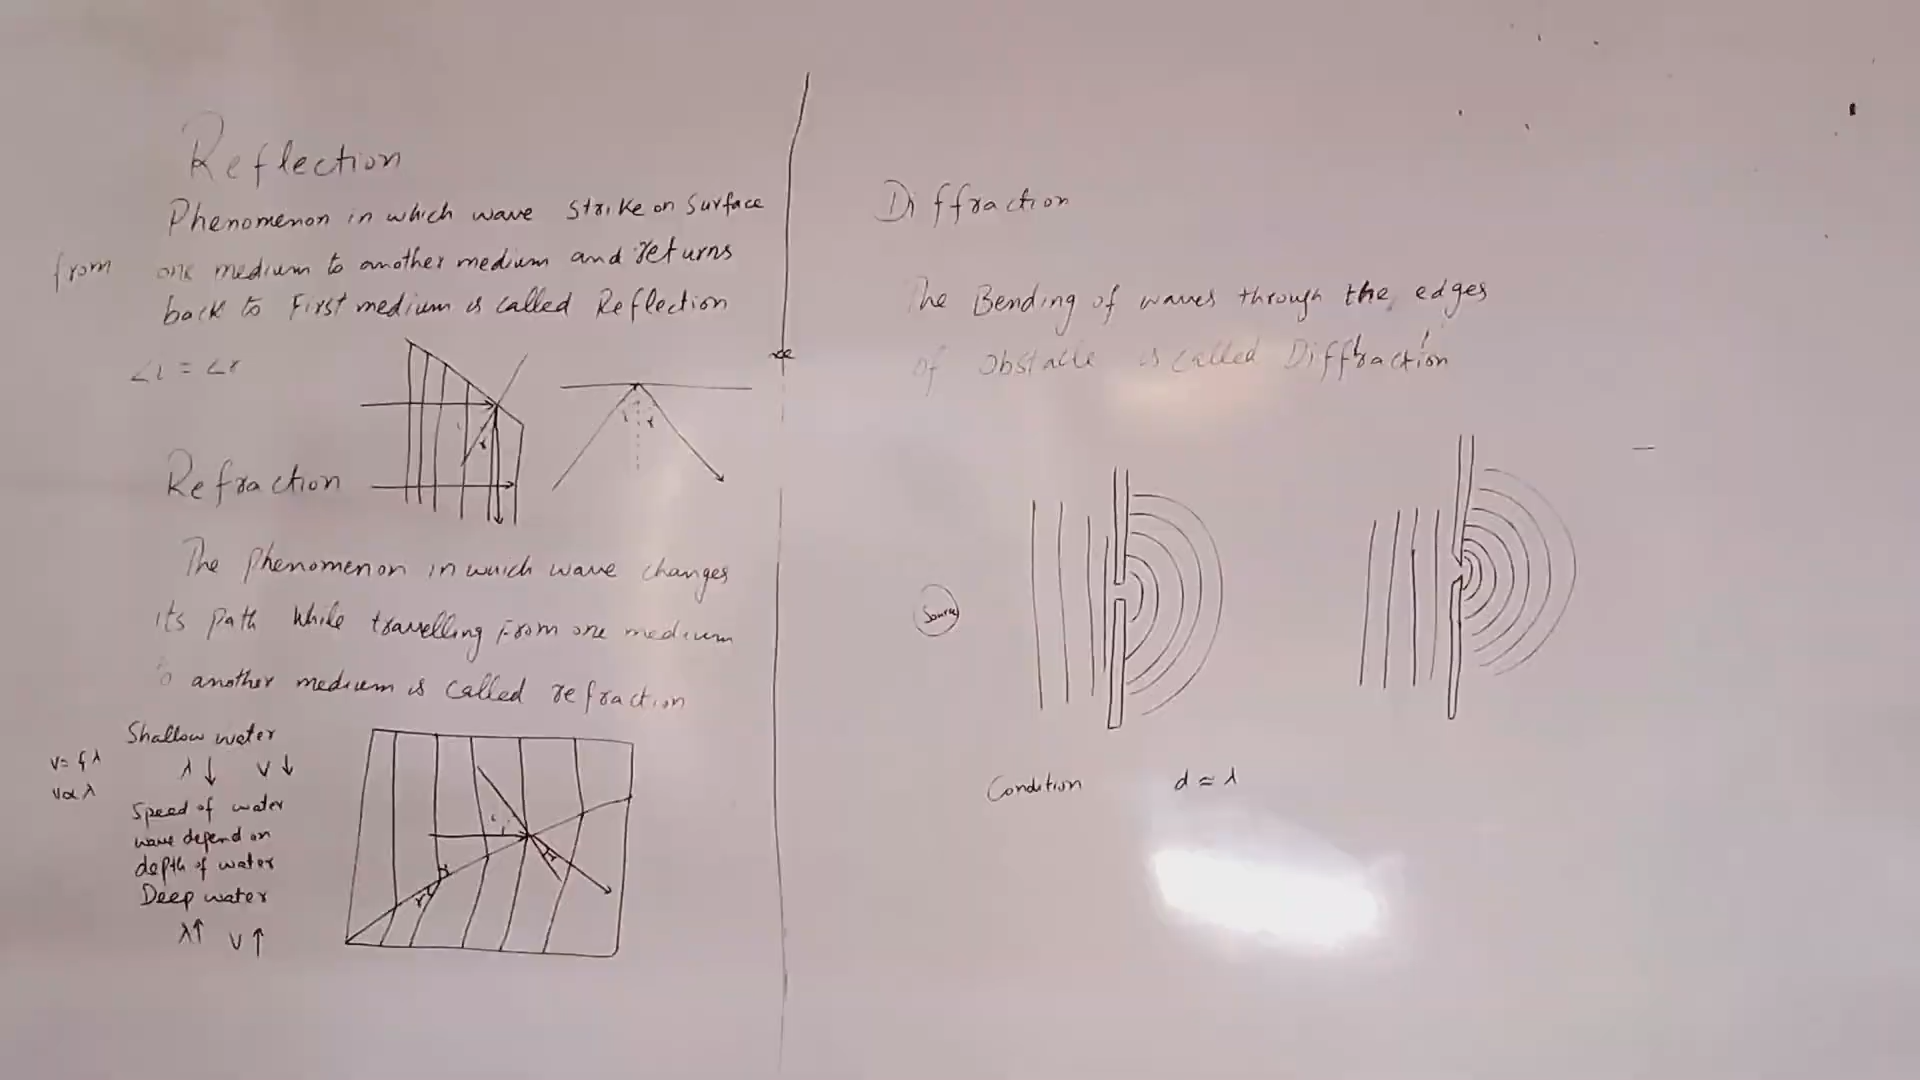 Reflection
Phenomenon in which wave strike on surface
from one medium to another medium and returns
back to First medium is called Reflection
∠i = ∠r
i r
i r
Refraction
The phenomenon in which wave changes
its path while travelling from one medium
to another medium is called refraction
Shallow water
v = fλ
λ↓ v↓
v∝λ
Speed of water
wave depend on
depth of water
Deep water
λ↑ v↑
i
r
Diffraction
The Bending of waves through the edges
of obstacle is called Diffraction
Source
Condition d ≈ λ